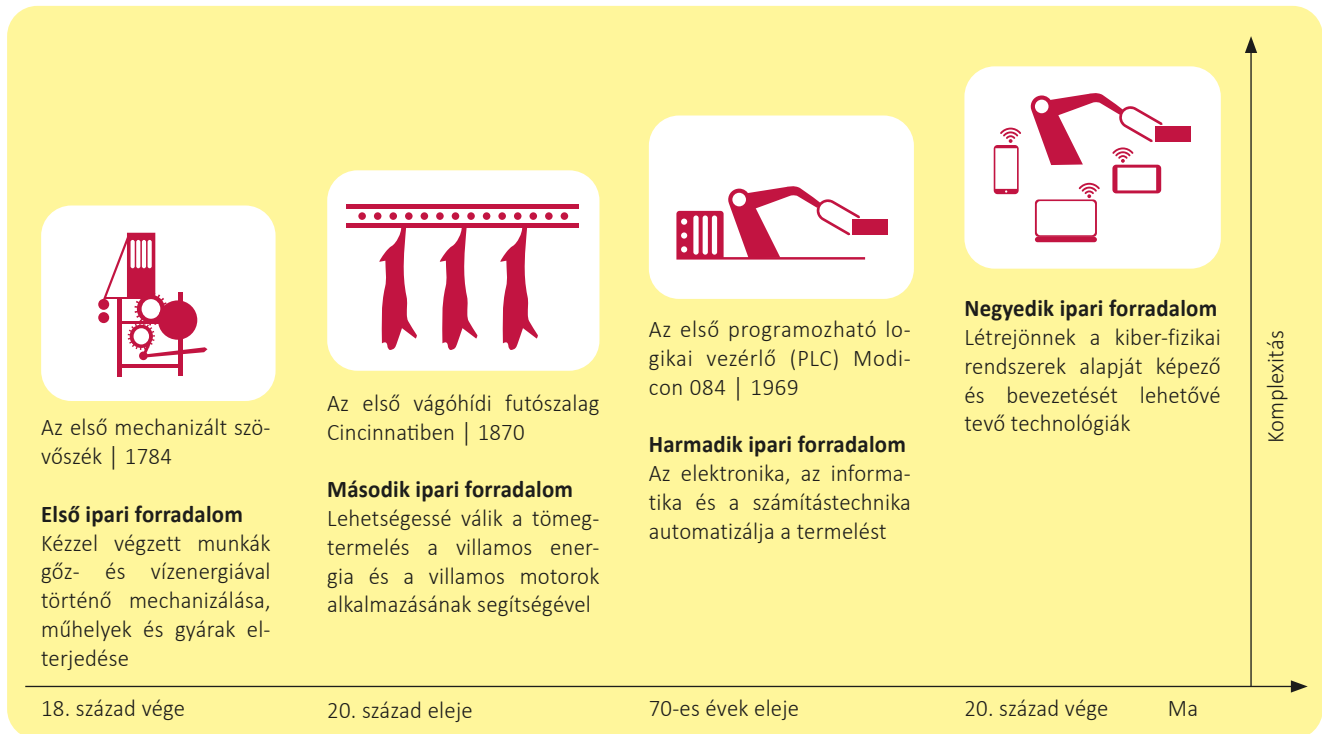 Az első mechanizált szö-
vőszék | 1784
Első ipari forradalom
Kézzel végzett munkák
gőz- és vízenergiával
történő mechanizálása,
műhelyek és gyárak el-
terjedése
Az első vágóhídi futószalag
Cincinnatiben | 1870
Második ipari forradalom
Lehetségessé válik a tömeg-
termelés a villamos ener-
gia és a villamos motorok
alkalmazásának segítségével
Az első programozható lo-
gikai vezérlő (PLC) Modi-
con 084 | 1969
Harmadik ipari forradalom
Az elektronika, az informa-
tika és a számítástechnika
automatizálja a termelést
Negyedik ipari forradalom
Létrejönnek a kiber-fizikai
rendszerek alapját képező
és bevezetését lehetővé
tevő technológiák
Komplexitás
18. század vége
20. század eleje
70-es évek eleje
20. század vége
Ma